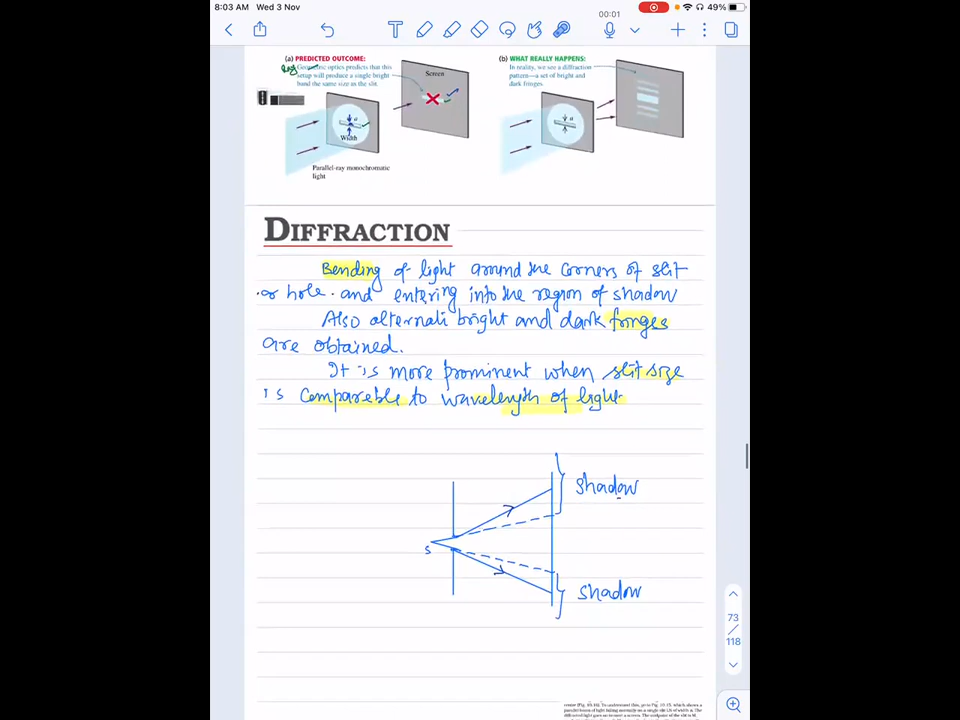 8:03 AM Wed 3 Nov
00:01
49%
(a) PREDICTED OUTCOME:
Ray
Geometric optics predicts that this
setup will produce a single bright
band the same size as the slit.
Screen
a
Width
Parallel-ray monochromatic
light
(b) WHAT REALLY HAPPENS:
In reality, we see a diffraction
pattern—a set of bright and
dark fringes.
a
DIFFRACTION
Bending of light around the corners of slit
or hole and entering into the region of shadow
Also alternati bright and dark fringes
are obtained.
It is more prominent when slit size
is comparable to wavelength of light
shadow
S
shadow
73
118